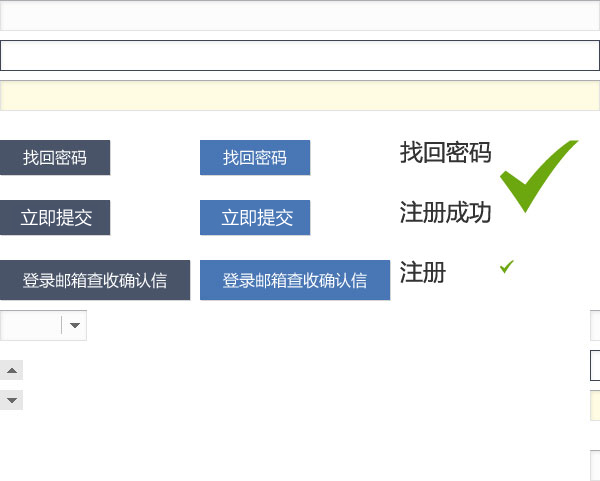 找回密码 找回密码 找回密码
立即提交 立即提交 注册成功
登录邮箱查收确认信 登录邮箱查收确认信 注册